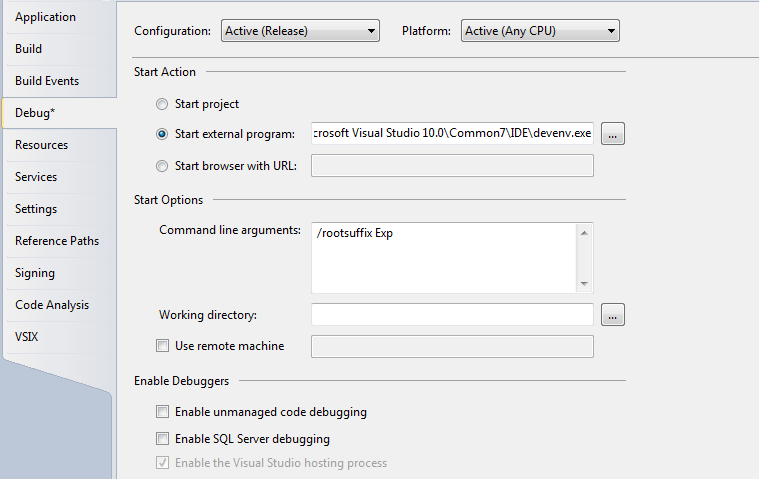 Application
Build
Build Events
Debug*
Resources
Services
Settings
Reference Paths
Signing
Code Analysis
VSIX
Configuration: Active (Release) Platform: Active (Any CPU)
Start Action
Start project
Start external program: crosoft Visual Studio 10.0\Common7\IDE\devenv.exe ...
Start browser with URL:
Start Options
Command line arguments: /rootsuffix Exp
Working directory: ...
Use remote machine
Enable Debuggers
Enable unmanaged code debugging
Enable SQL Server debugging
Enable the Visual Studio hosting process